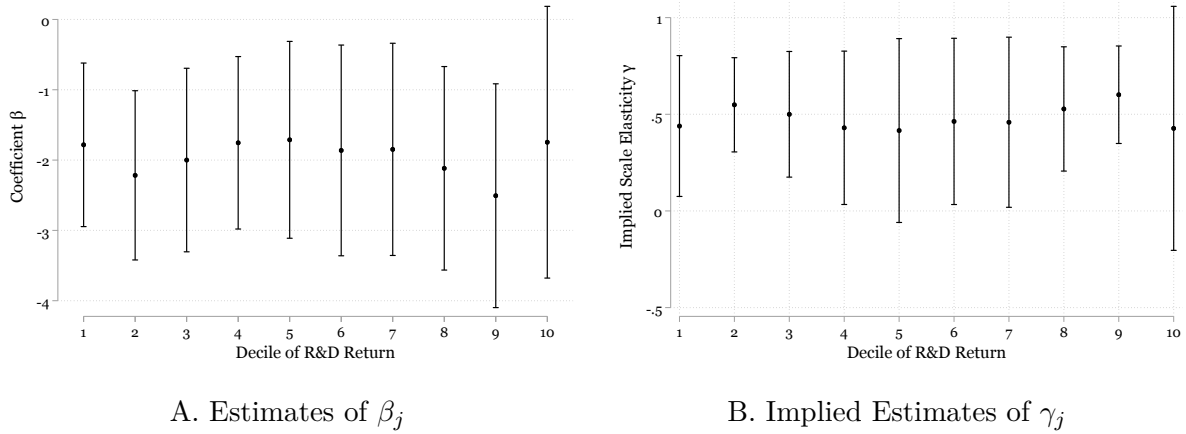 0
-1
-2
-3
-4
Coefficient β
1 2 3 4 5 6 7 8 9 10
Decile of R&D Return
A. Estimates of βj
1
.5
0
-.5
Implied Scale Elasticity γ
1 2 3 4 5 6 7 8 9 10
Decile of R&D Return
B. Implied Estimates of γj